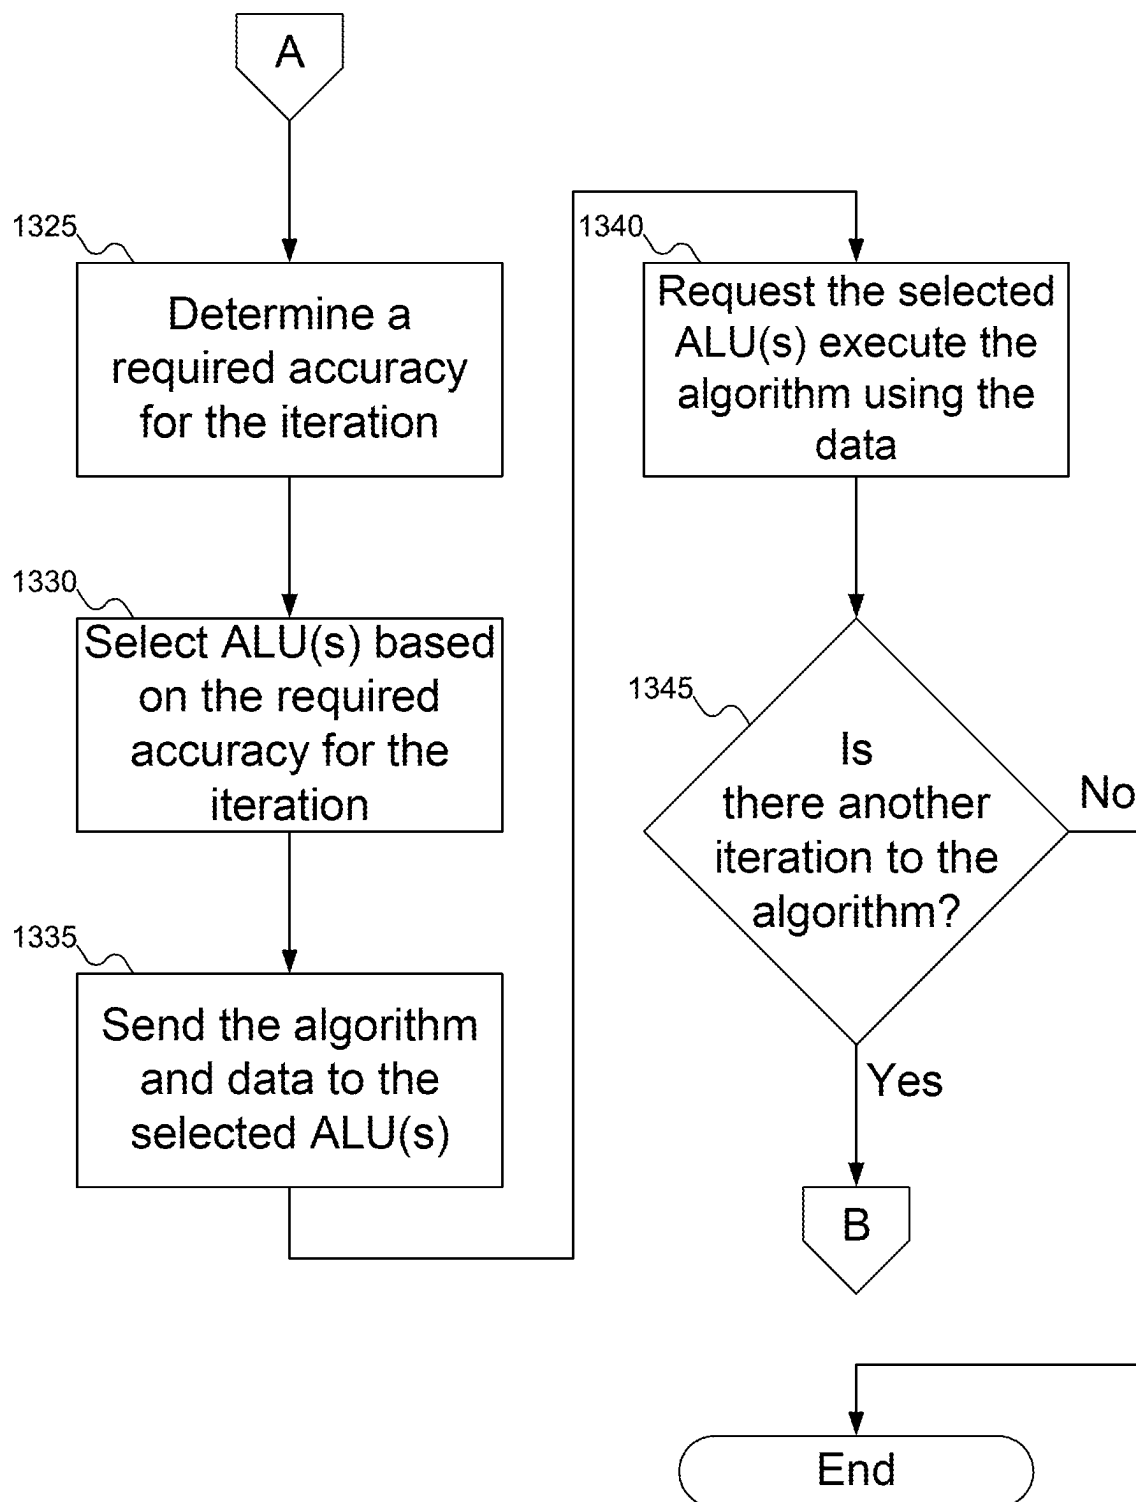 A
1325
Determine a
required accuracy
for the iteration
1330
Select ALU(s) based
on the required
accuracy for the
iteration
1335
Send the algorithm
and data to the
selected ALU(s)
1340
Request the selected
ALU(s) execute the
algorithm using the
data
1345
Is
there another
iteration to the
algorithm?
No
Yes
B
End